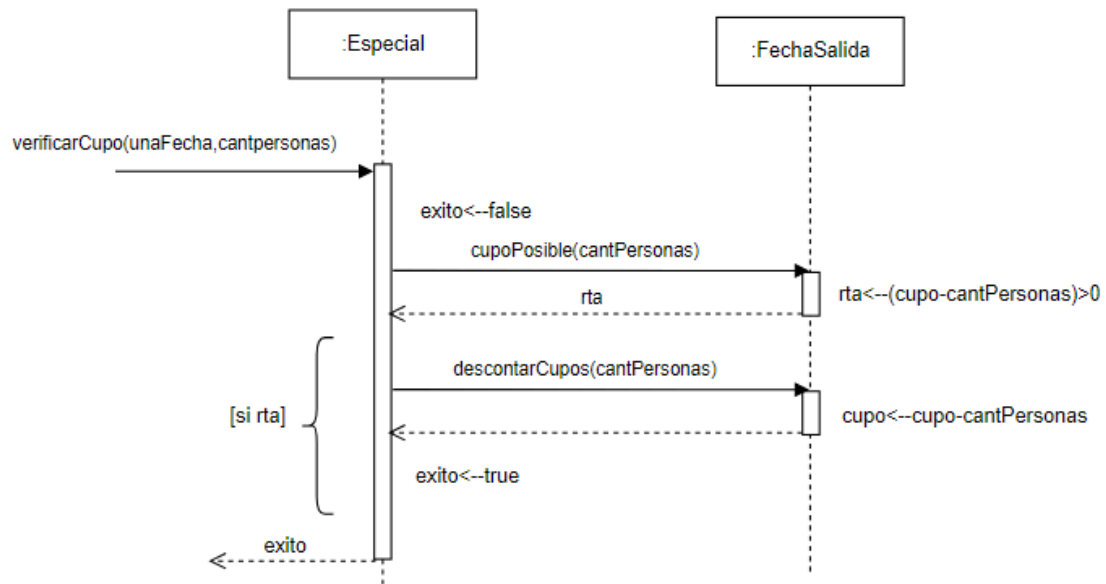 :Especial
:FechaSalida
verificarCupo(unaFecha,cantpersonas)
exito<--false
cupoPosible(cantPersonas)
rta
rta<--(cupo-cantPersonas)>0
descontarCupos(cantPersonas)
[si rta]
cupo<--cupo-cantPersonas
exito<--true
exito